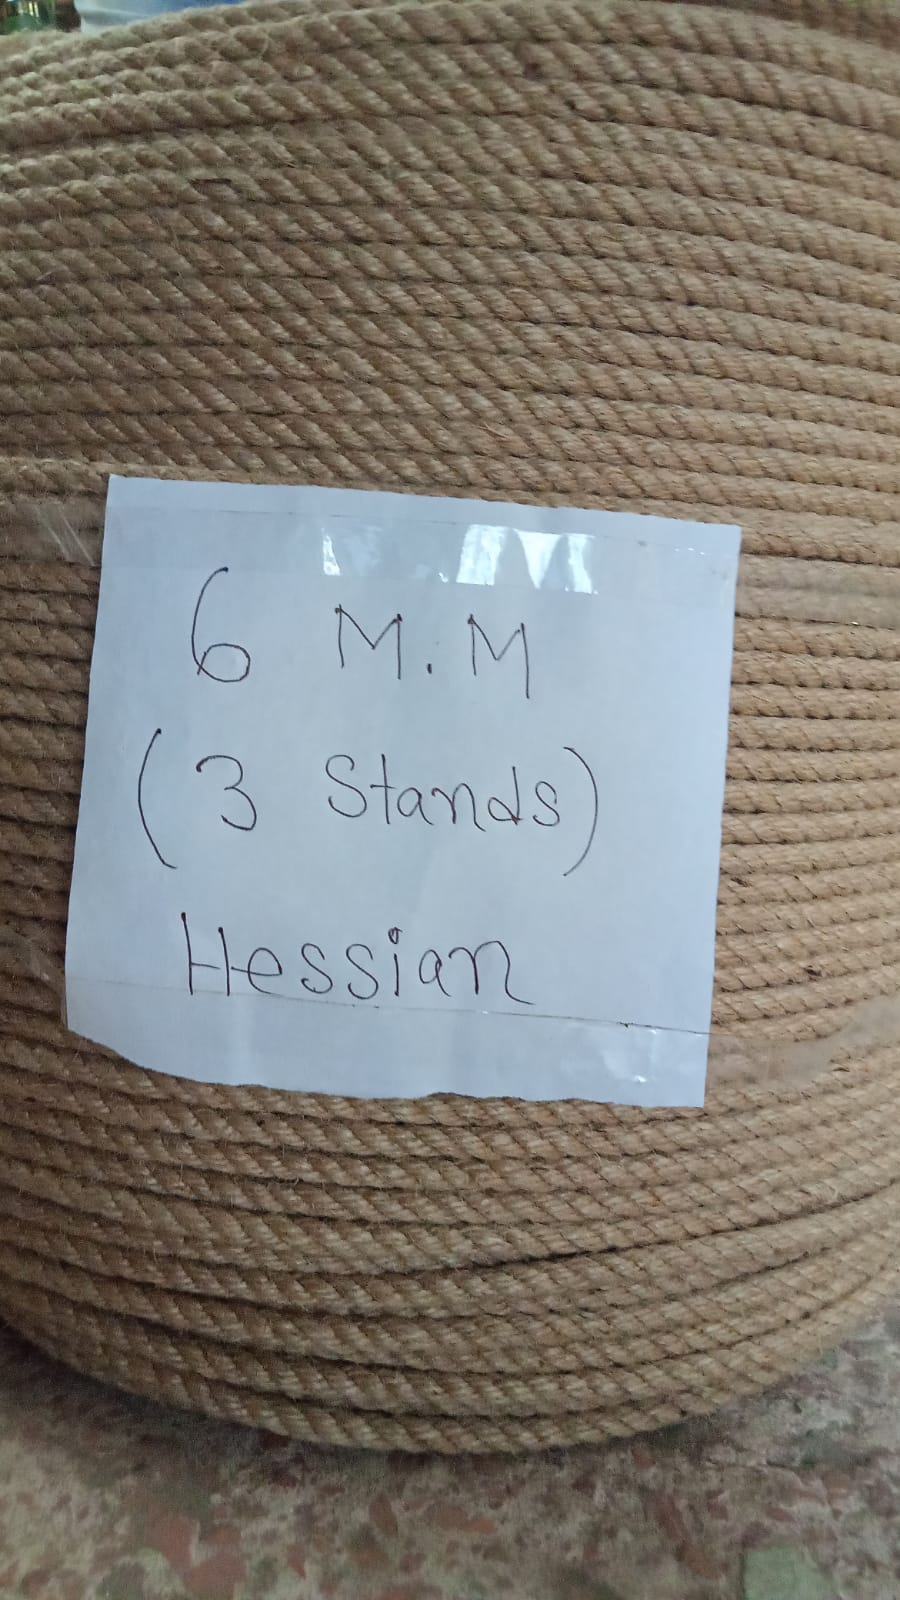 6 M.M
(3 Stands)
Hessian